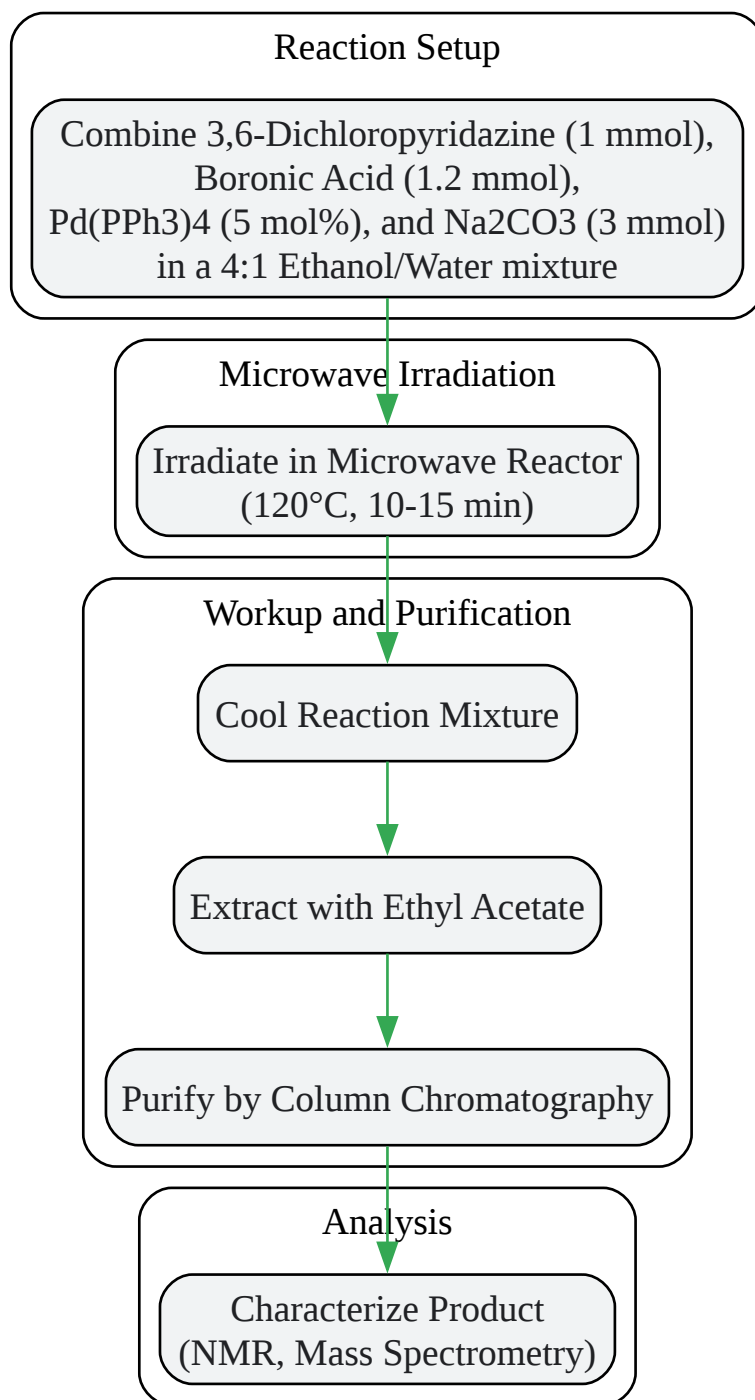 Reaction Setup
Combine 3,6-Dichloropyridazine (1 mmol),
Boronic Acid (1.2 mmol),
Pd(PPh3)4 (5 mol%), and Na2CO3 (3 mmol)
in a 4:1 Ethanol/Water mixture
Microwave Irradiation
Irradiate in Microwave Reactor
(120°C, 10-15 min)
Workup and Purification
Cool Reaction Mixture
Extract with Ethyl Acetate
Purify by Column Chromatography
Analysis
Characterize Product
(NMR, Mass Spectrometry)